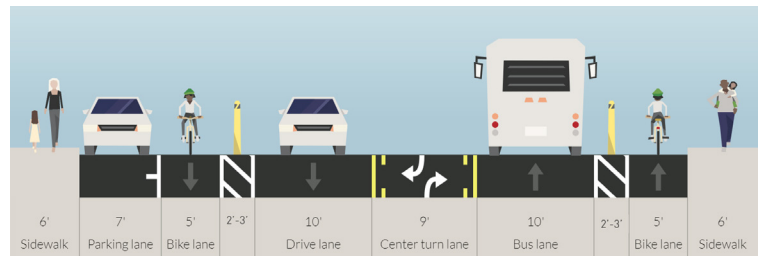 6' 7' 5' 2'-3' 10' 9' 10' 2'-3' 5' 6'
Sidewalk Parking lane Bike lane Drive lane Center turn lane Bus lane Bike lane Sidewalk